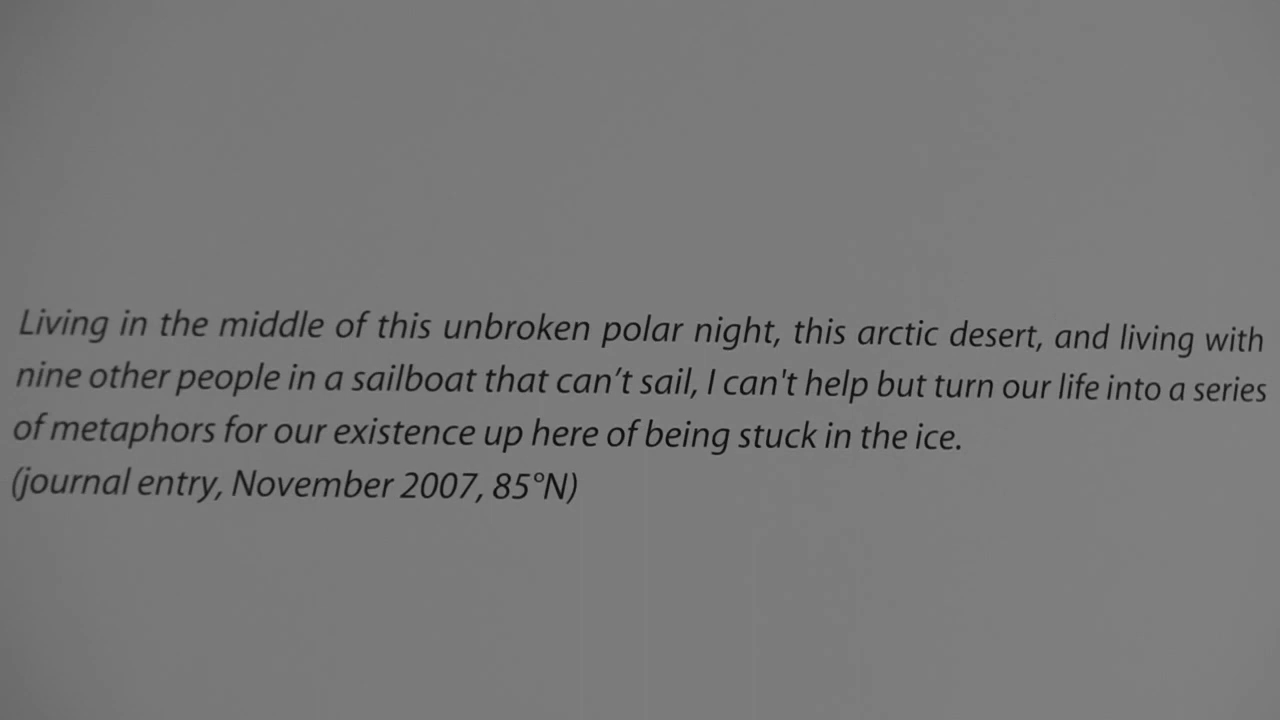 Living in the middle of this unbroken polar night, this arctic desert, and living with
nine other people in a sailboat that can’t sail, I can't help but turn our life into a series
of metaphors for our existence up here of being stuck in the ice.
(journal entry, November 2007, 85°N)